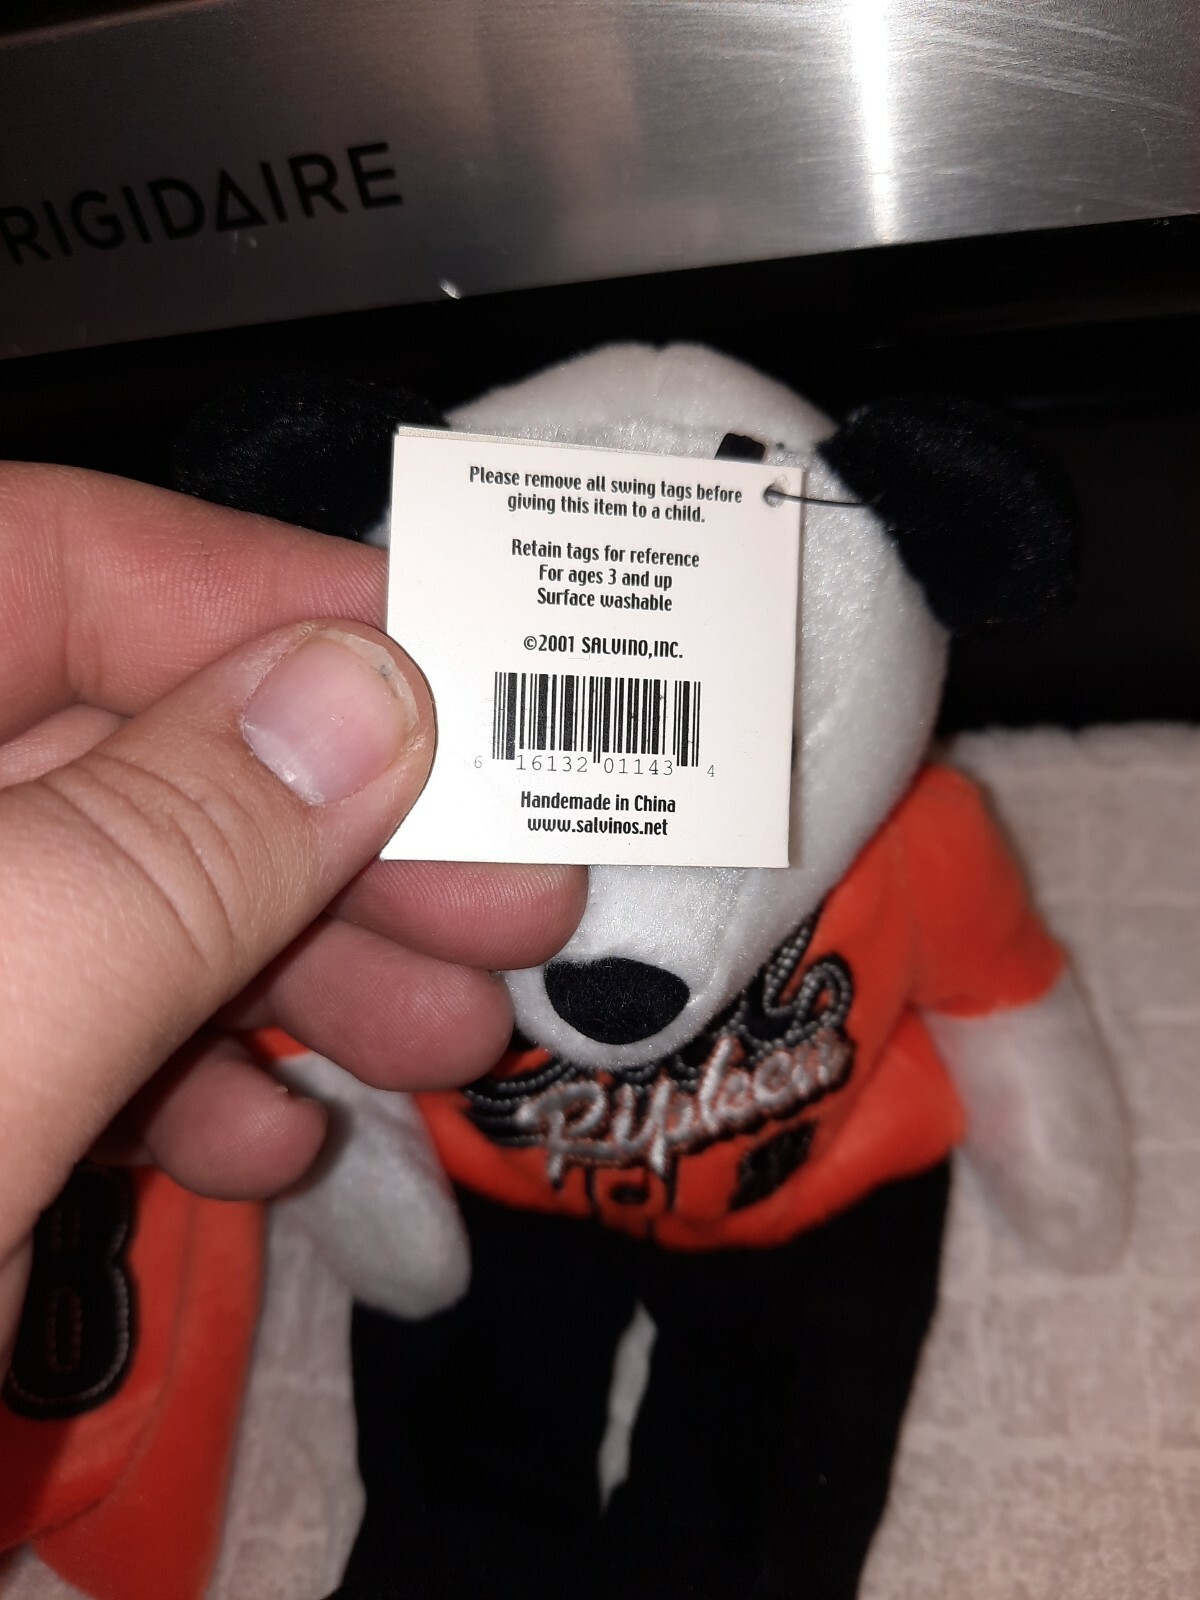 RIGIDAIRE
Please remove all swing tags before
giving this item to a child.
Retain tags for reference
For ages 3 and up
Surface washable
©2001 SALVINO,INC.
6 16132 01143 4
Handemade in China
www.salvinos.net
Ripken
8